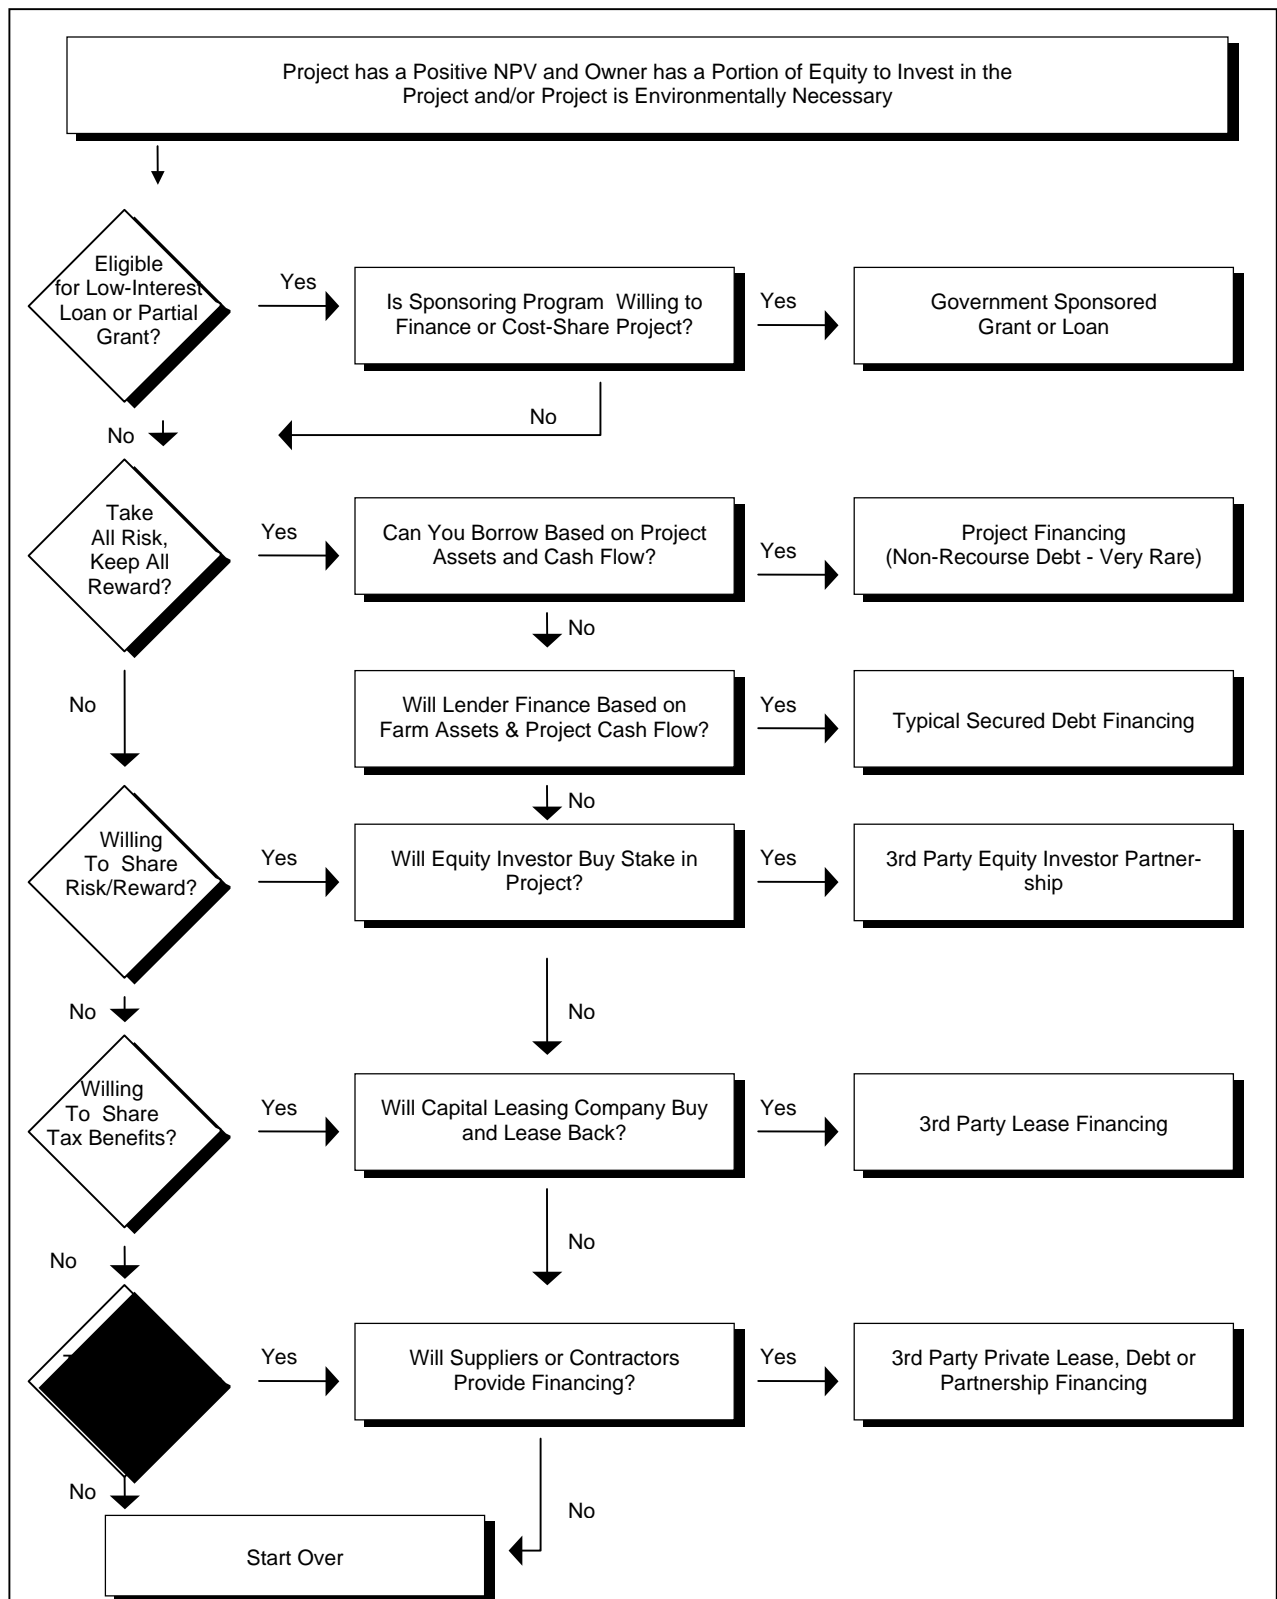 Project has a Positive NPV and Owner has a Portion of Equity to Invest in the
Project and/or Project is Environmentally Necessary
Eligible
for Low-Interest
Loan or Partial
Grant?
Yes
Is Sponsoring Program Willing to
Finance or Cost-Share Project?
Yes
Government Sponsored
Grant or Loan
No
No
Take
All Risk,
Keep All
Reward?
Yes
Can You Borrow Based on Project
Assets and Cash Flow?
Yes
Project Financing
(Non-Recourse Debt - Very Rare)
No
No
Will Lender Finance Based on
Farm Assets & Project Cash Flow?
Yes
Typical Secured Debt Financing
No
Willing
To Share
Risk/Reward?
Yes
Will Equity Investor Buy Stake in
Project?
Yes
3rd Party Equity Investor Partner-
ship
No
No
Willing
To Share
Tax Benefits?
Yes
Will Capital Leasing Company Buy
and Lease Back?
Yes
3rd Party Lease Financing
No
No
Yes
Will Suppliers or Contractors
Provide Financing?
Yes
3rd Party Private Lease, Debt or
Partnership Financing
No
No
Start Over